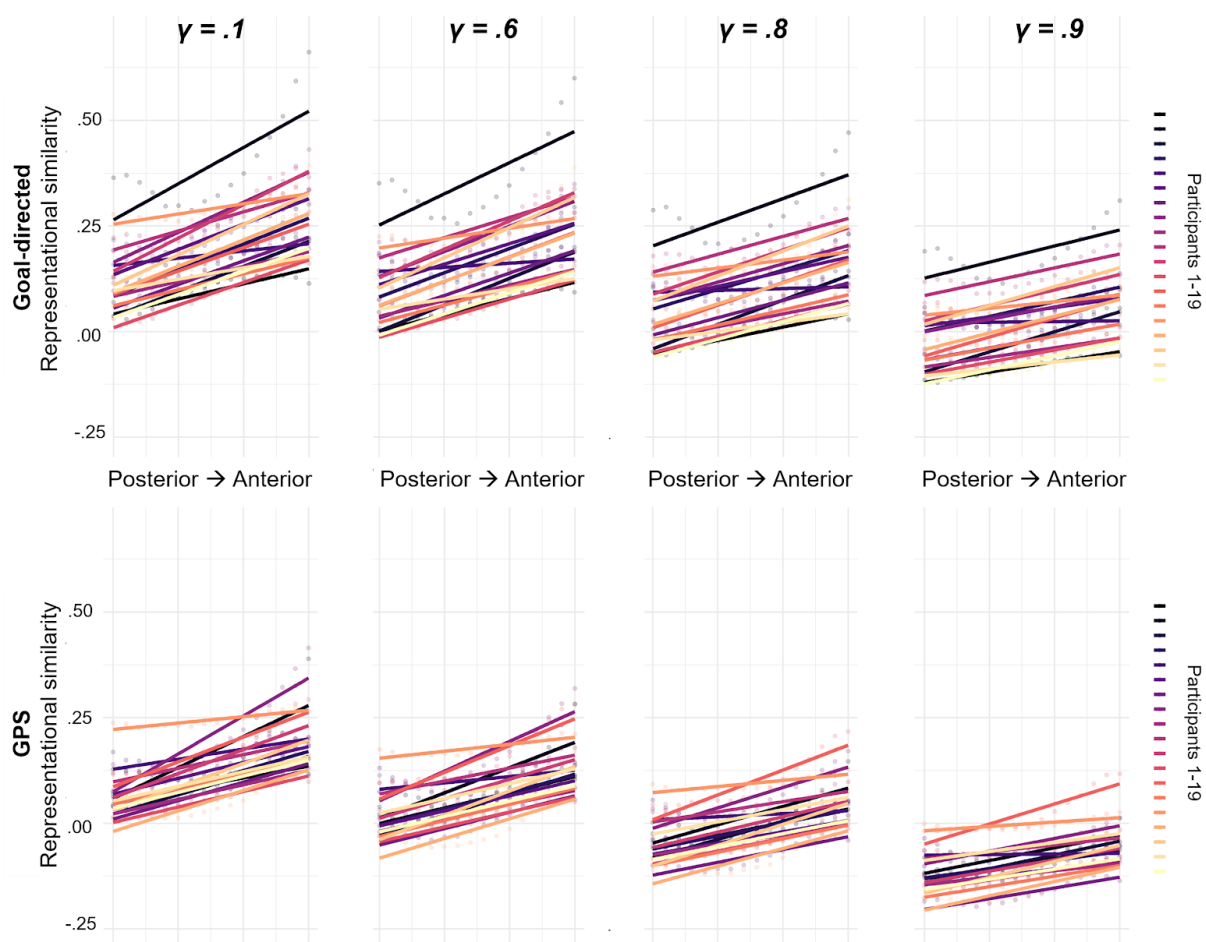 γ = .1
γ = .6
γ = .8
γ = .9
Goal-directed
Representational similarity
.50
.25
.00
-.25
Participants 1-19
Posterior → Anterior
Posterior → Anterior
Posterior → Anterior
Posterior → Anterior
GPS
Representational similarity
.50
.25
.00
-.25
Participants 1-19